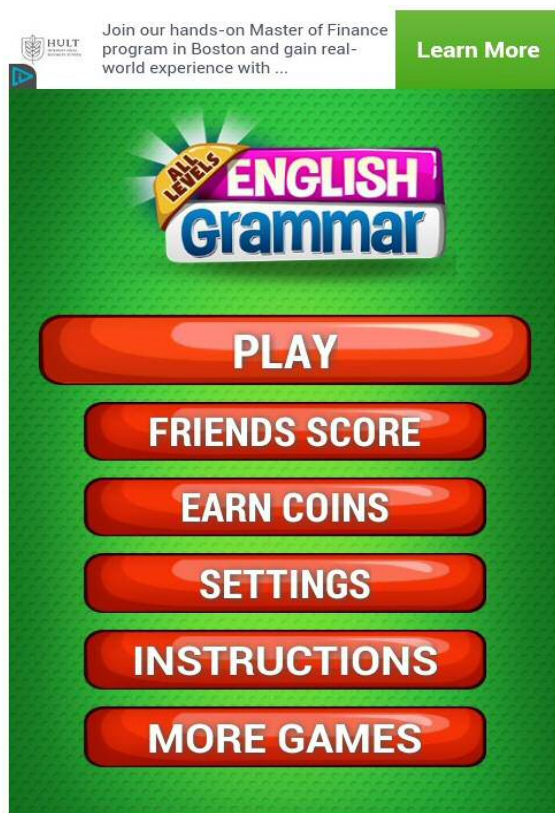 HULT
Join our hands-on Master of Finance
program in Boston and gain real-
world experience with ...
Learn More
ALL
LEVELS
ENGLISH
Grammar
PLAY
FRIENDS SCORE
EARN COINS
SETTINGS
INSTRUCTIONS
MORE GAMES